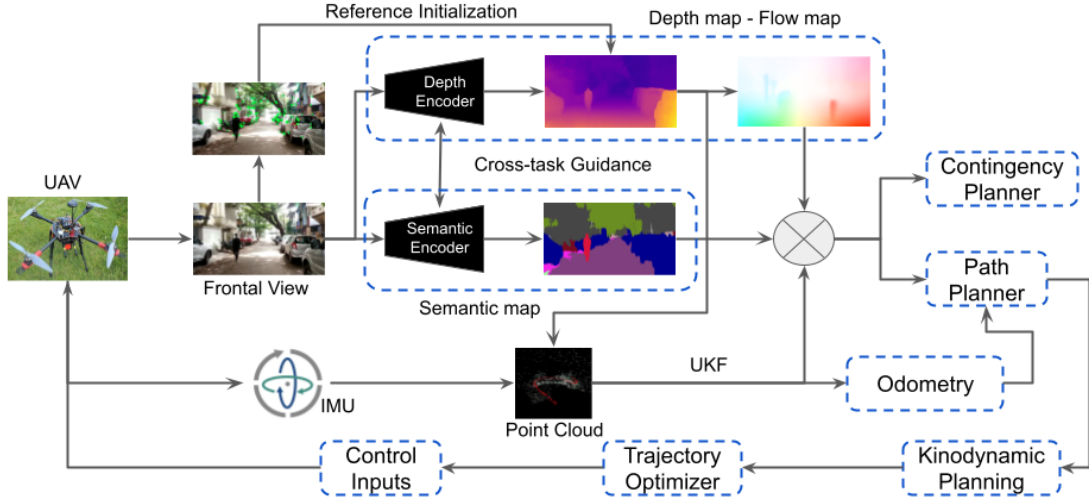 Reference Initialization
Depth map - Flow map
Depth
Encoder
Cross-task Guidance
UAV
Contingency
Planner
Semantic
Encoder
Frontal View
Path
Planner
Semantic map
UKF
IMU
Odometry
Point Cloud
Control
Inputs
Trajectory
Optimizer
Kinodynamic
Planning